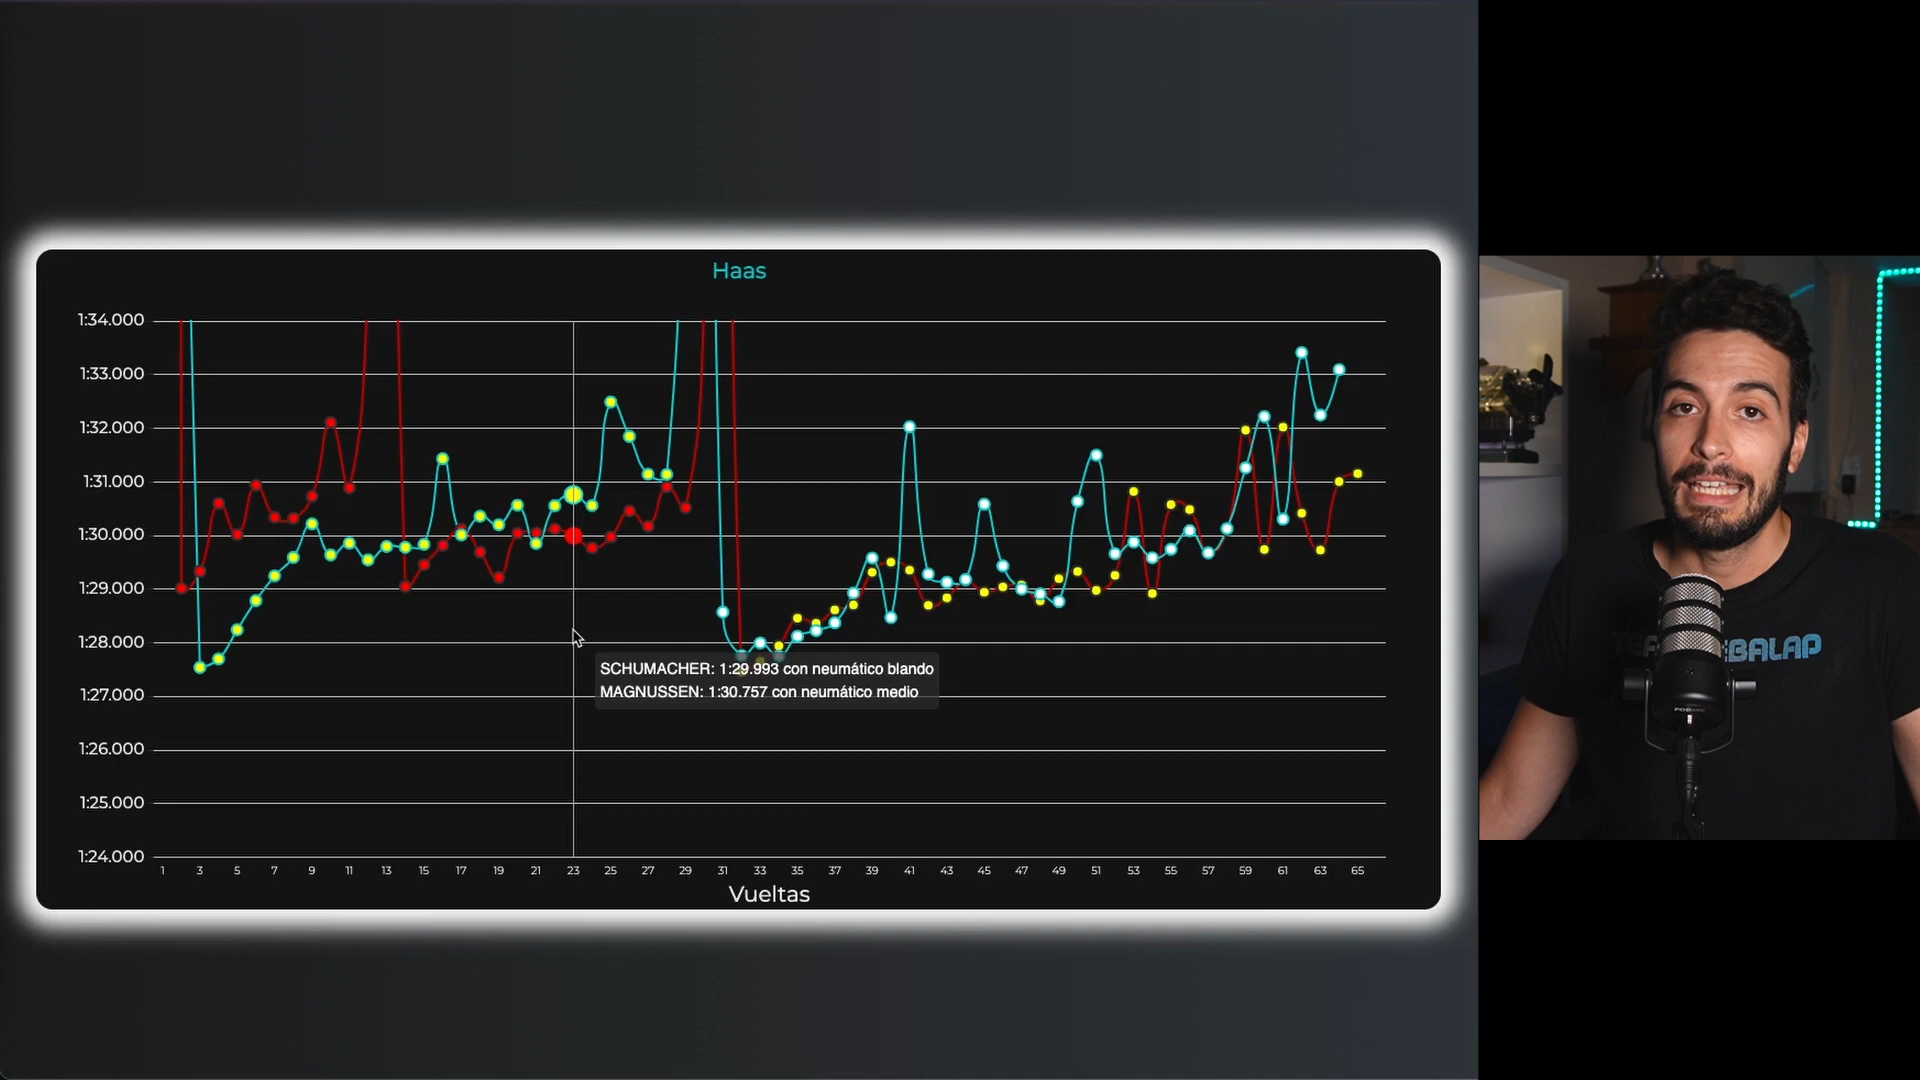 Haas
1:34.000
1:33.000
1:32.000
1:31.000
1:30.000
1:29.000
1:28.000
1:27.000
1:26.000
1:25.000
1:24.000
SCHUMACHER: 1:29.993 con neumático blando
MAGNUSSEN: 1:30.757 con neumático medio
1 3 5 7 9 11 13 15 17 19 21 23 25 27 29 31 33 35 37 39 41 43 45 47 49 51 53 55 57 59 61 63 65
Vueltas